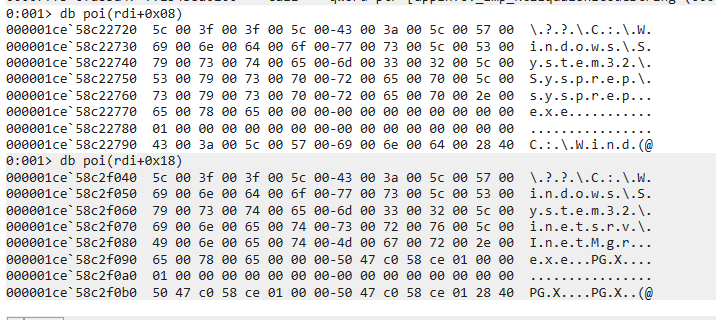 0:001> db poi(rdi+0x08)
000001ce`58c22720  5c 00 3f 00 3f 00 5c 00-43 00 3a 00 5c 00 57 00  \.?.?.\.C.:.\.W.
000001ce`58c22730  69 00 6e 00 64 00 6f 00-77 00 73 00 5c 00 53 00  i.n.d.o.w.s.\.S.
000001ce`58c22740  79 00 73 00 74 00 65 00-6d 00 33 00 32 00 5c 00  y.s.t.e.m.3.2.\.
000001ce`58c22750  53 00 79 00 73 00 70 00-72 00 65 00 70 00 5c 00  S.y.s.p.r.e.p.\.
000001ce`58c22760  73 00 79 00 73 00 70 00-72 00 65 00 70 00 2e 00  s.y.s.p.r.e.p...
000001ce`58c22770  65 00 78 00 65 00 00 00-00 00 00 00 00 00 00 00  e.x.e...........
000001ce`58c22780  01 00 00 00 00 00 00 00-00 00 00 00 00 00 00 00  ................
000001ce`58c22790  43 00 3a 00 5c 00 57 00-69 00 6e 00 64 00 28 40  C.:.\.W.i.n.d.(@
0:001> db poi(rdi+0x18)
000001ce`58c2f040  5c 00 3f 00 3f 00 5c 00-43 00 3a 00 5c 00 57 00  \.?.?.\.C.:.\.W.
000001ce`58c2f050  69 00 6e 00 64 00 6f 00-77 00 73 00 5c 00 53 00  i.n.d.o.w.s.\.S.
000001ce`58c2f060  79 00 73 00 74 00 65 00-6d 00 33 00 32 00 5c 00  y.s.t.e.m.3.2.\.
000001ce`58c2f070  69 00 6e 00 65 00 74 00-73 00 72 00 76 00 5c 00  i.n.e.t.s.r.v.\.
000001ce`58c2f080  49 00 6e 00 65 00 74 00-4d 00 67 00 72 00 2e 00  I.n.e.t.M.g.r...
000001ce`58c2f090  65 00 78 00 65 00 00 00-50 47 c0 58 ce 01 00 00  e.x.e...PG.X....
000001ce`58c2f0a0  01 00 00 00 00 00 00 00-00 00 00 00 00 00 00 00  ................
000001ce`58c2f0b0  50 47 c0 58 ce 01 00 00-50 47 c0 58 ce 01 28 40  PG.X....PG.X..(@